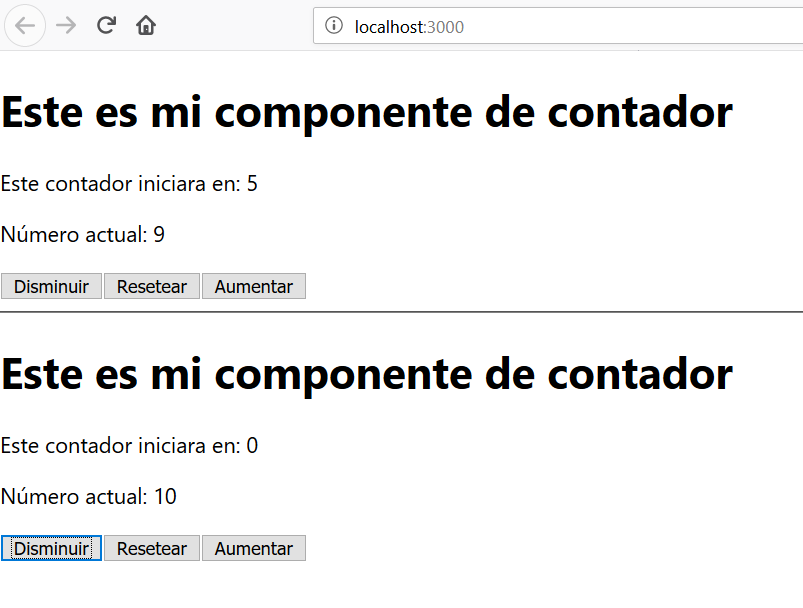 localhost:3000
Este es mi componente de contador
Este contador iniciara en: 5
Número actual: 9
Disminuir Resetear Aumentar
Este es mi componente de contador
Este contador iniciara en: 0
Número actual: 10
Disminuir Resetear Aumentar